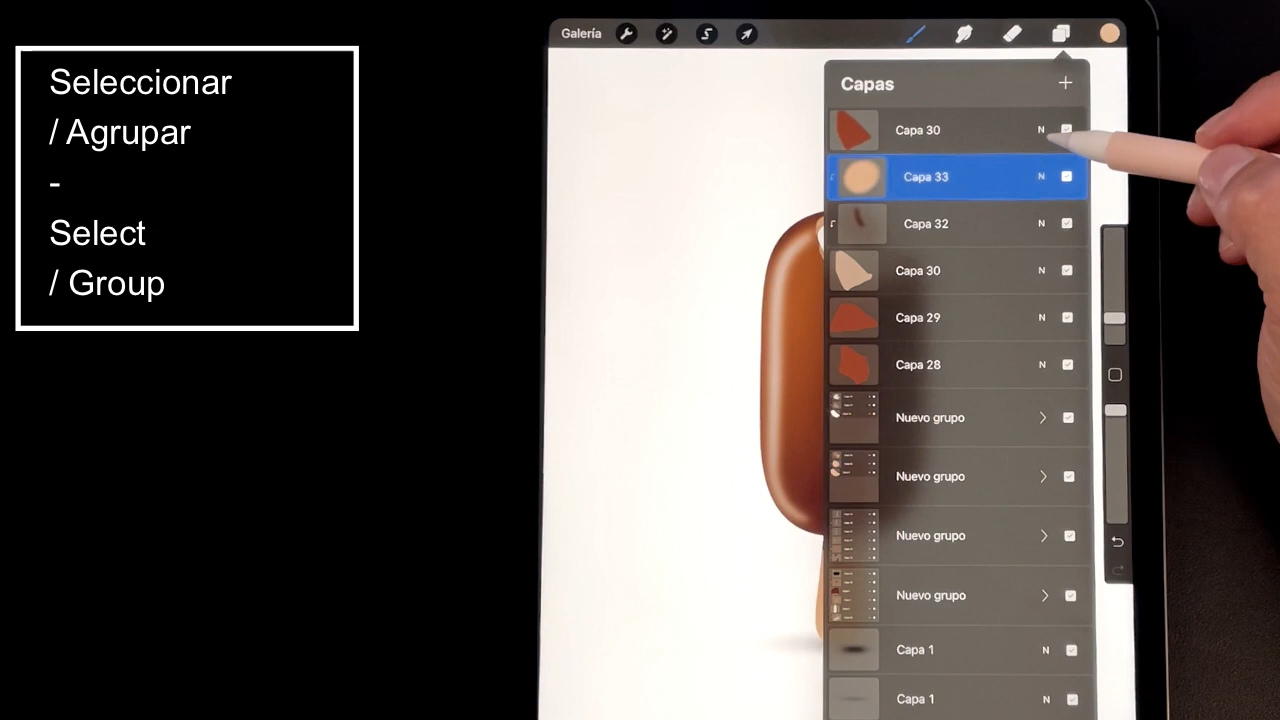 Seleccionar
/ Agrupar
-
Select
/ Group
Galería
Capas
Capa 30 N
Capa 33 N
Capa 32 N
Capa 30 N
Capa 29 N
Capa 28 N
Nuevo grupo
Nuevo grupo
Nuevo grupo
Nuevo grupo
Capa 1 N
Capa 1 N